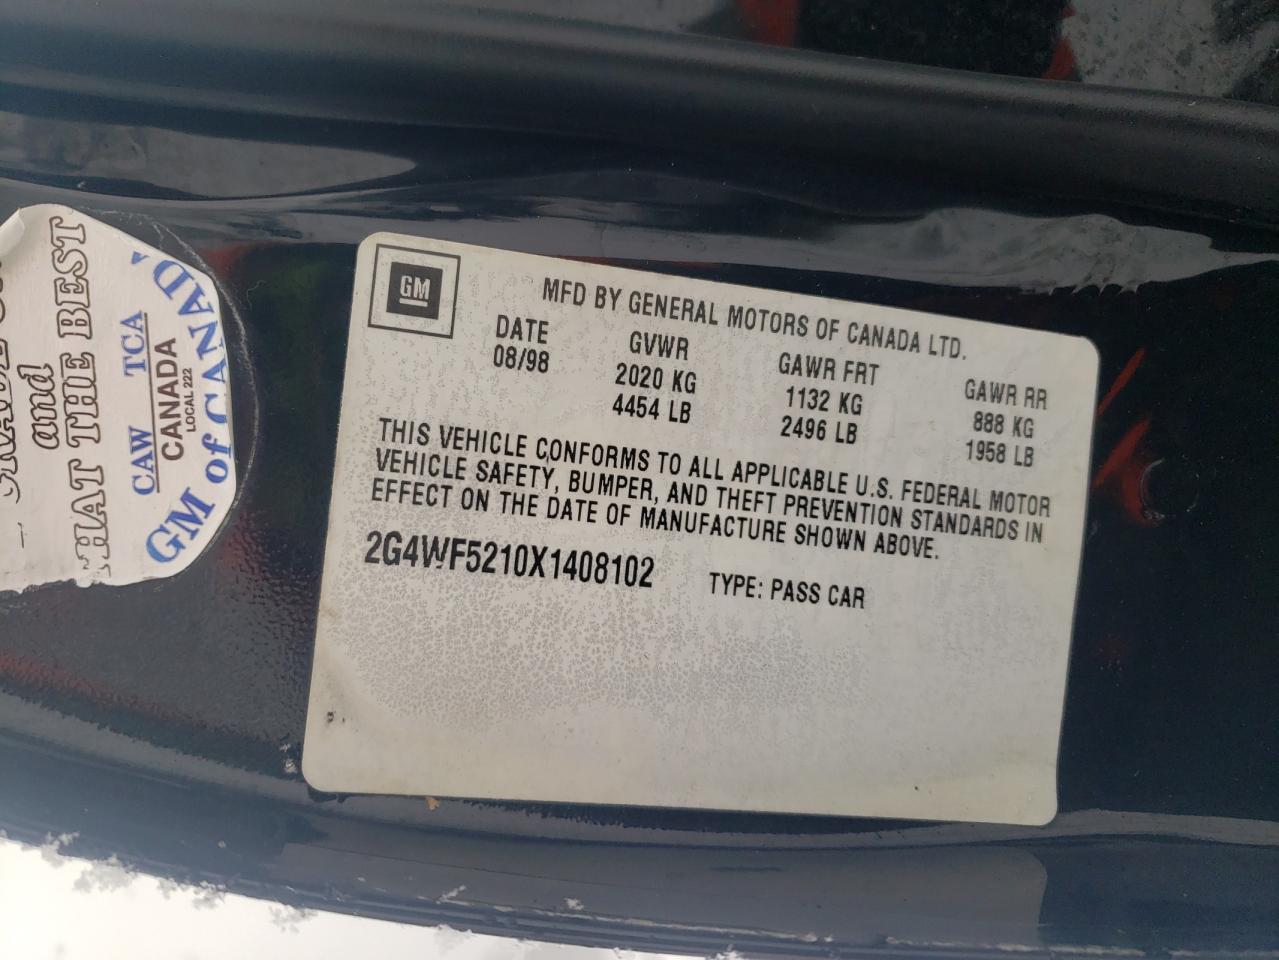 GM
MFD BY GENERAL MOTORS OF CANADA LTD.
DATE GVWR GAWR FRT GAWR RR
08/98 2020 KG 1132 KG 888 KG
4454 LB 2496 LB 1958 LB
THIS VEHICLE CONFORMS TO ALL APPLICABLE U.S. FEDERAL MOTOR
VEHICLE SAFETY, BUMPER, AND THEFT PREVENTION STANDARDS IN
EFFECT ON THE DATE OF MANUFACTURE SHOWN ABOVE.
2G4WF5210X1408102 TYPE: PASS CAR
and
THE BEST
CAW TCA
CANADA
LOCAL 222
GM of CANADA